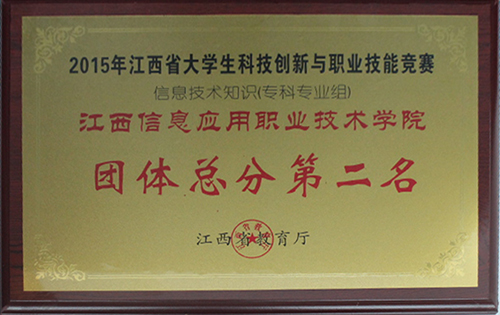 2015年江西省大学生科技创新与职业技能竞赛
信息技术知识(专科专业组)
江西信息应用职业技术学院
团体总分第二名
江西省教育厅